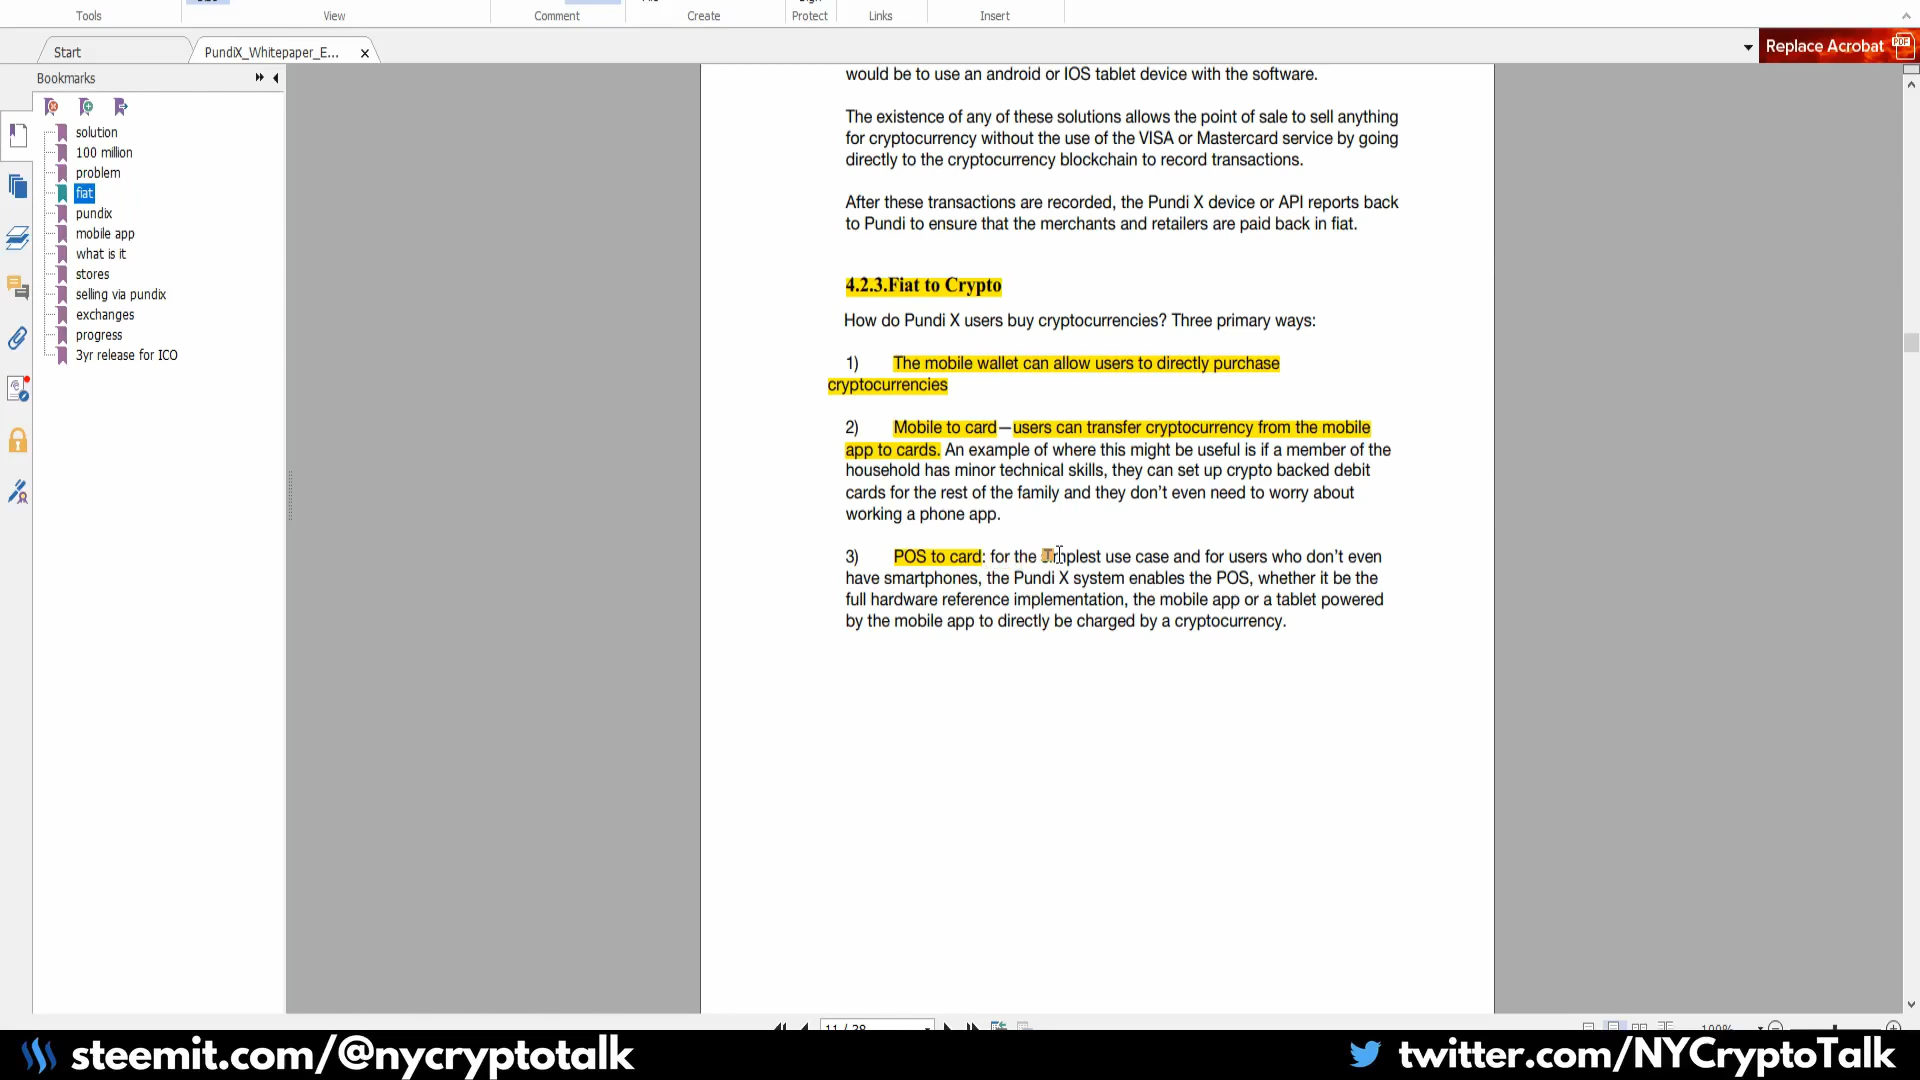 Tools
View
Comment
Create
Protect
Links
Insert
Start
PundiX_Whitepaper_E...
Replace Acrobat
Bookmarks
solution
100 million
problem
fiat
pundix
mobile app
what is it
stores
selling via pundix
exchanges
progress
3yr release for ICO
would be to use an android or IOS tablet device with the software.
The existence of any of these solutions allows the point of sale to sell anything
for cryptocurrency without the use of the VISA or Mastercard service by going
directly to the cryptocurrency blockchain to record transactions.
After these transactions are recorded, the Pundi X device or API reports back
to Pundi to ensure that the merchants and retailers are paid back in fiat.
4.2.3.Fiat to Crypto
How do Pundi X users buy cryptocurrencies? Three primary ways:
1) The mobile wallet can allow users to directly purchase
cryptocurrencies
2) Mobile to card—users can transfer cryptocurrency from the mobile
app to cards. An example of where this might be useful is if a member of the
household has minor technical skills, they can set up crypto backed debit
cards for the rest of the family and they don’t even need to worry about
working a phone app.
3) POS to card: for the simplest use case and for users who don’t even
have smartphones, the Pundi X system enables the POS, whether it be the
full hardware reference implementation, the mobile app or a tablet powered
by the mobile app to directly be charged by a cryptocurrency.
11 / 28
100%
steemit.com/@nycryptotalk
twitter.com/NYCryptoTalk